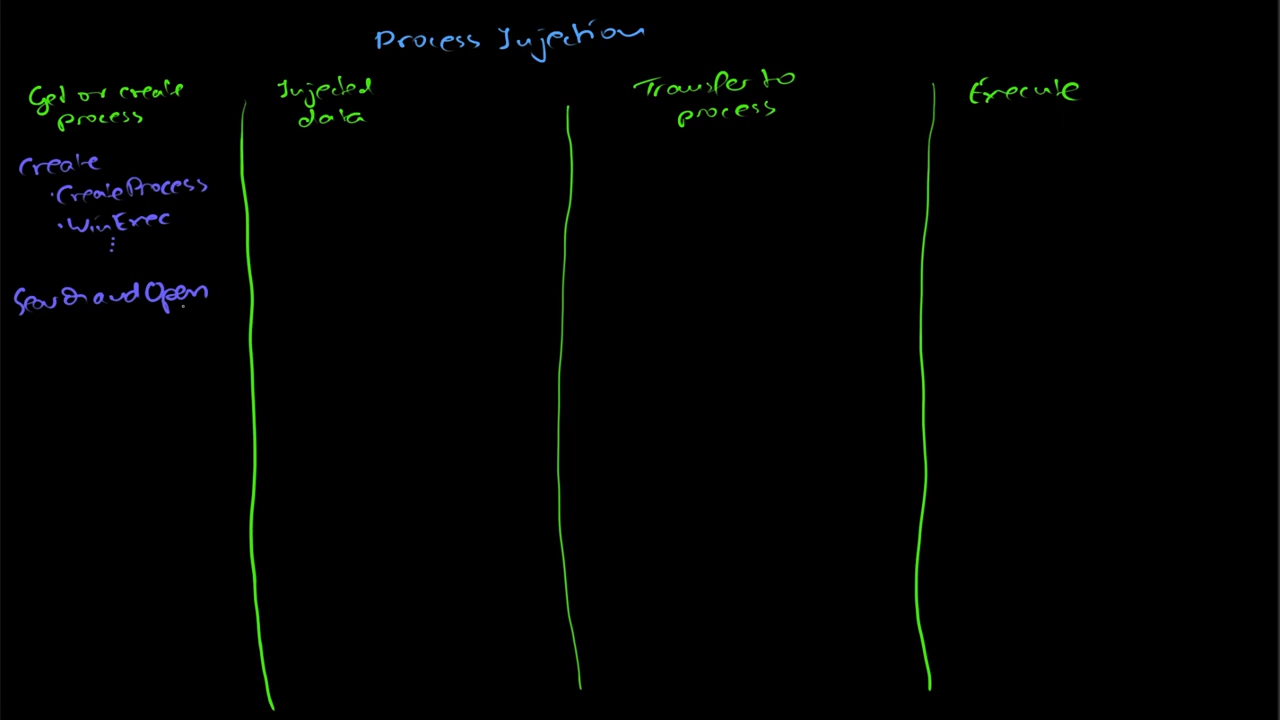 Process Injection
Get or create
process
Injected
data
Transfer to
process
Execute
Create
·CreateProcess
·WinExec
Search and Open